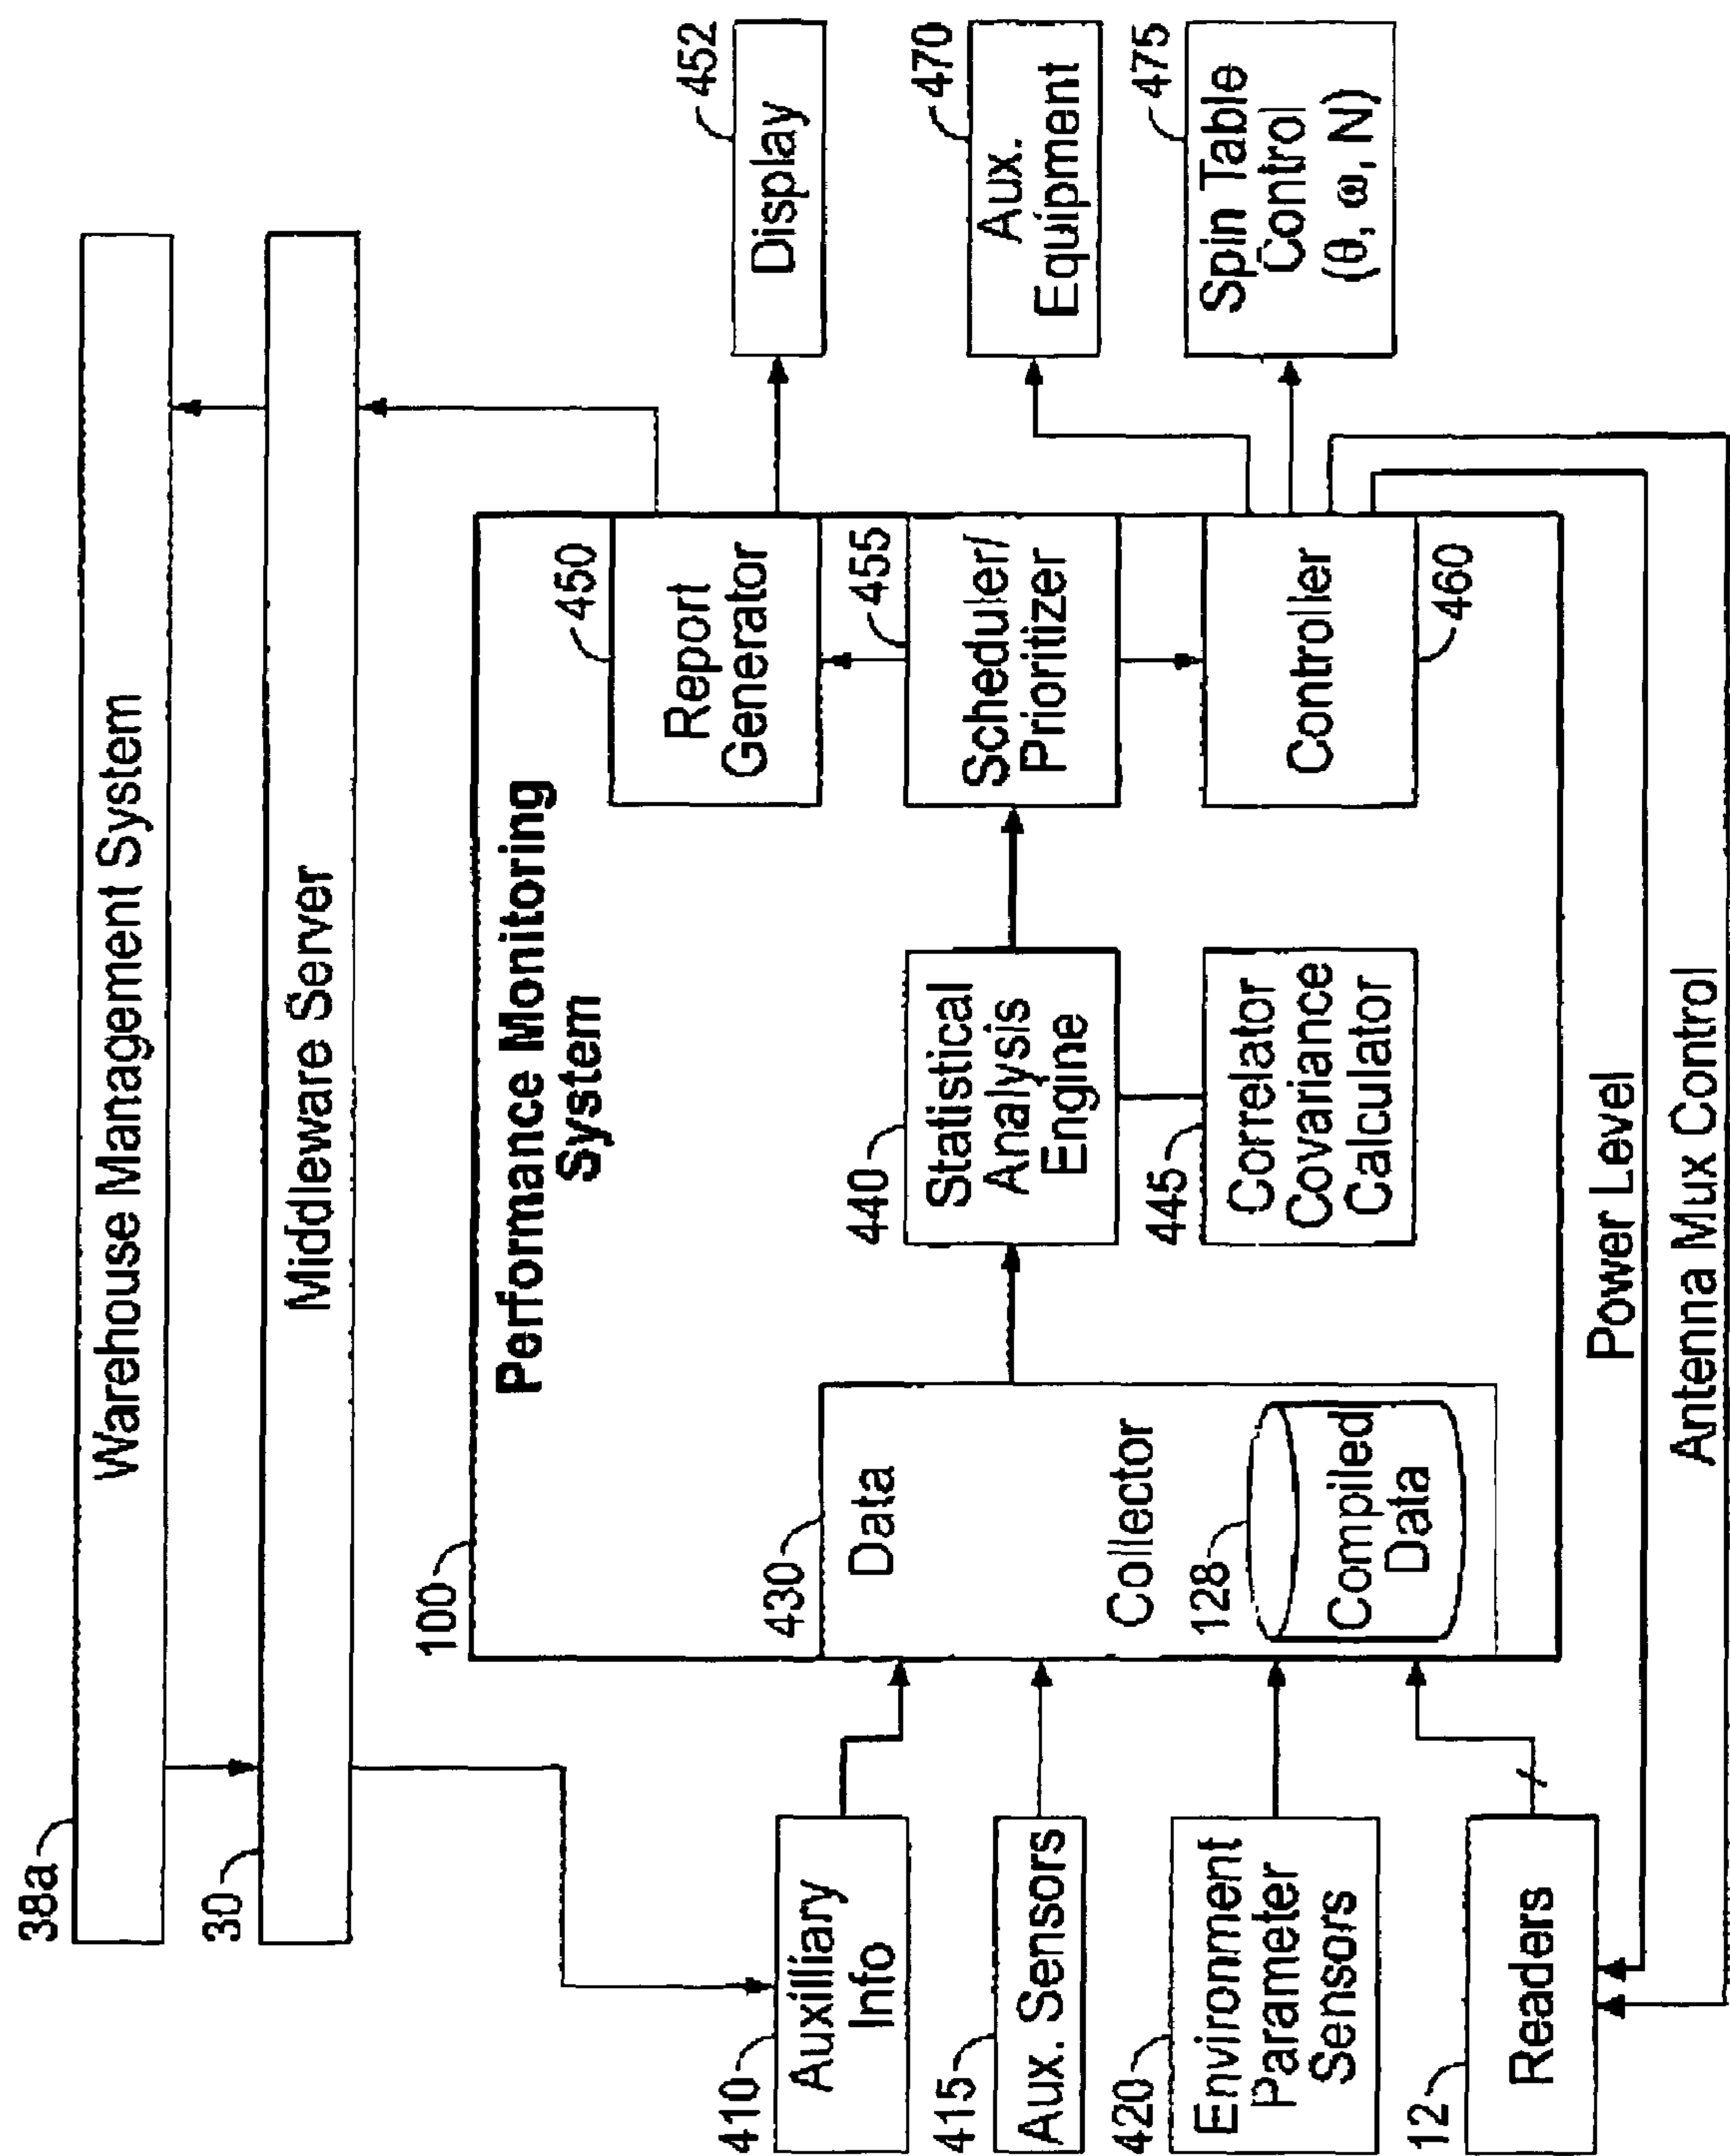 38a
Warehouse Management System
30
Middleware Server
100
Performance Monitoring
System
410
Auxilliary
Info
415
Aux. Sensors
420
Environment
Parameter
Sensors
12
Readers
430
Data
Collector
128
Compiled
Data
440
Statistical
Analysis
Engine
445
Correlator
Covariance
Calculator
450
Report
Generator
455
Scheduler/
Prioritizer
Controller
460
452
Display
470
Aux.
Equipment
475
Spin Table
Control
(θ, ω, N)
Power Level
Antenna Mux Control